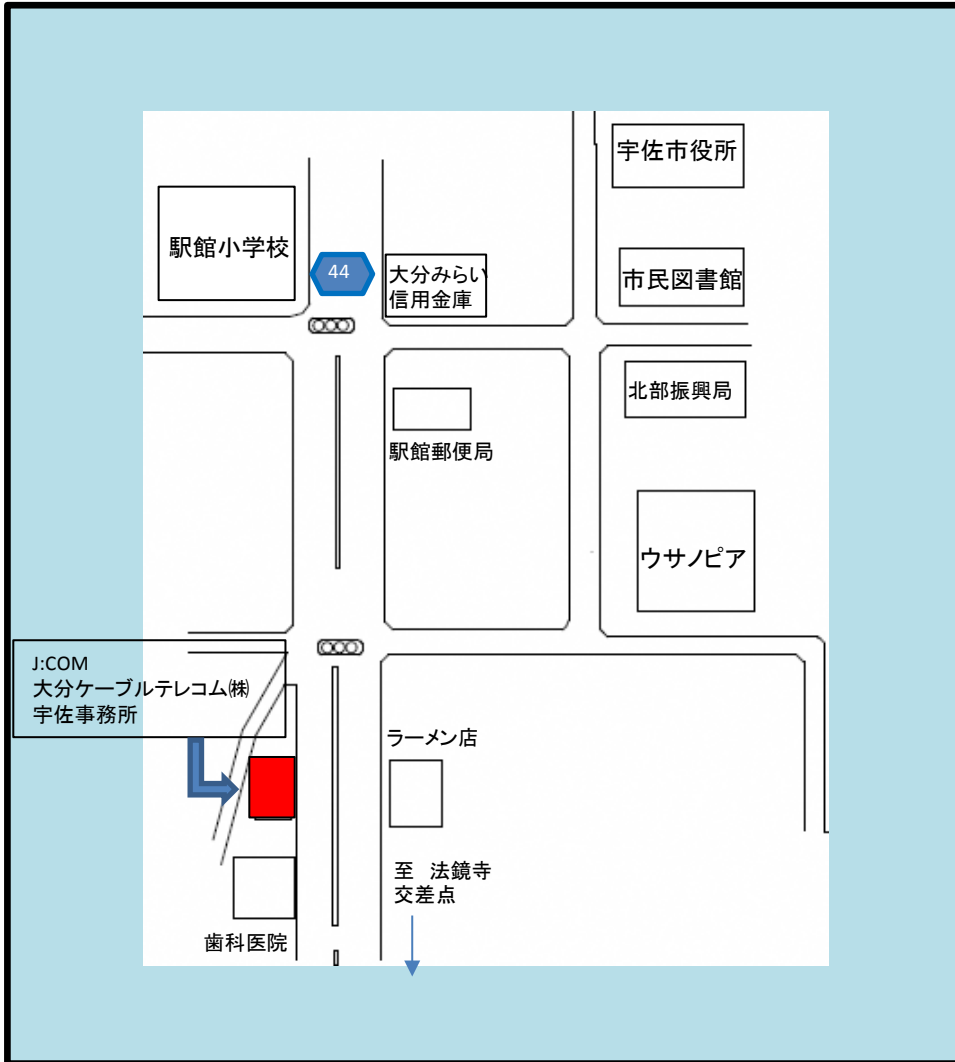 宇佐市役所
駅館小学校
44
大分みらい
信用金庫
市民図書館
北部振興局
駅館郵便局
ウサノピア
J:COM
大分ケーブルテレコム㈱
宇佐事務所
ラーメン店
至　法鏡寺
交差点
歯科医院